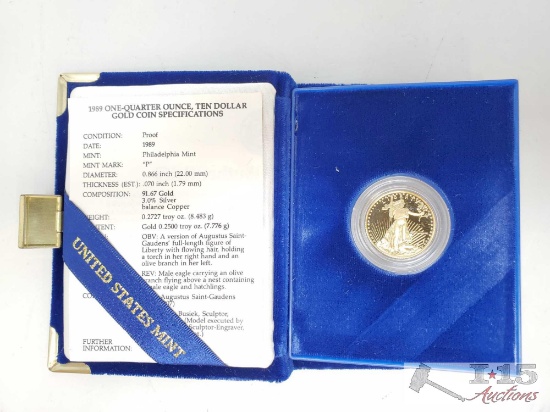 1989 ONE-QUARTER OUNCE, TEN DOLLAR
GOLD COIN SPECIFICATIONS
CONDITION: Proof
DATE: 1989
MINT: Philadelphia Mint
MINT MARK: "P"
DIAMETER: 0.866 inch (22.00 mm)
THICKNESS (EST): .070 inch (1.79 mm)
COMPOSITION: 91.67 Gold
3.0% Silver
balance Copper
EIGHT: 0.2727 troy oz. (8.483 g)
TENT: Gold 0.2500 troy oz. (7.776 g)
OBV: A version of Augustus Saint-
Gaudens' full-length figure of
Liberty with flowing hair, holding
a torch in her right hand and an
olive branch in her left.
REV: Male eagle carrying an olive
branch flying above a nest containing
male eagle and hatchlings.
Augustus Saint-Gaudens
Busiek, Sculptor,
(Model executed by
Sculptor-Engraver,
FURTHER
INFORMATION:
UNITED STATES MINT
I-15
Auctions